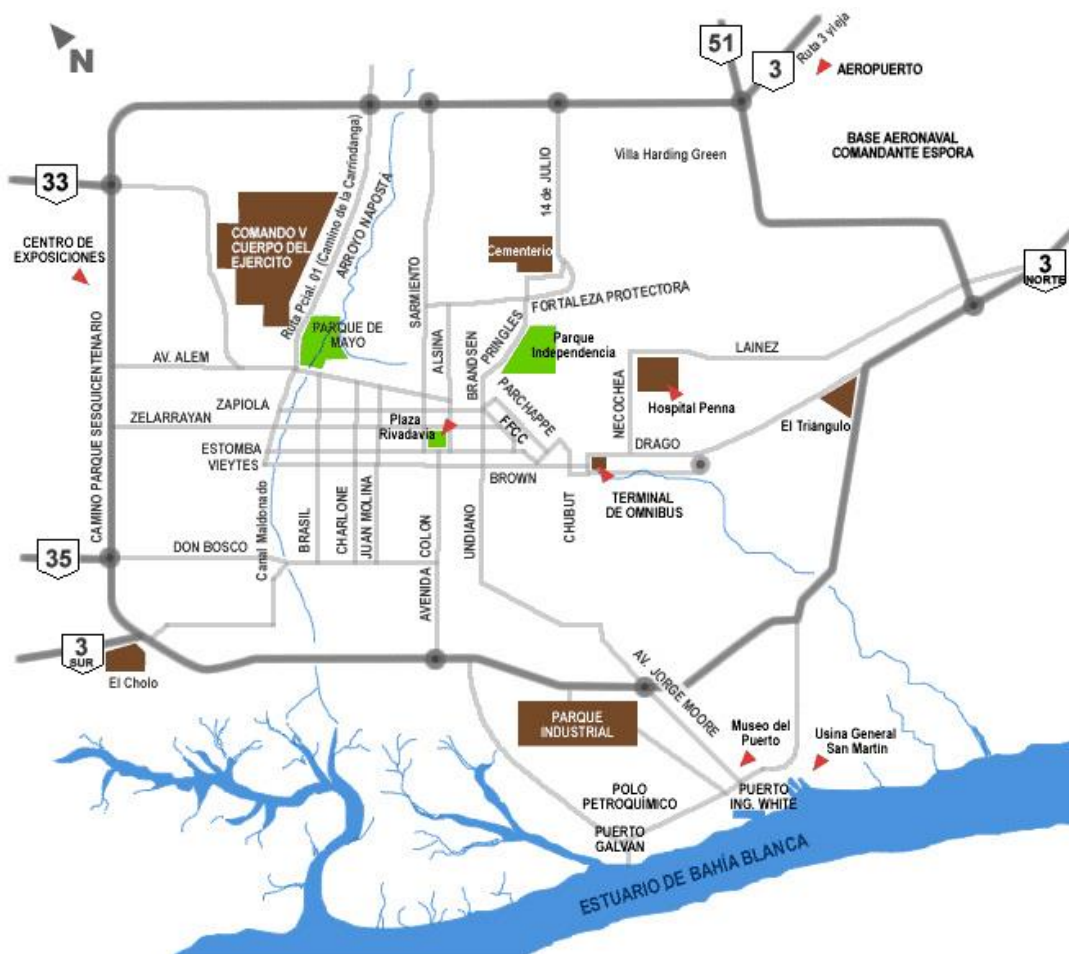 N
51
3
Ruta 3 vieja
AEROPUERTO
BASE AERONAVAL
COMANDANTE ESPORA
Villa Harding Green
14 de JULIO
33
CENTRO DE
EXPOSICIONES
COMANDO V
CUERPO DEL
EJERCITO
Ruta Pcial. 01 (Camino de la Carrindanga)
ARROYO NAPOSTÁ
SARMIENTO
Cementerio
3
NORTE
FORTALEZA PROTECTORA
PARQUE DE
MAYO
ALSINA
BRANDSEN
PRINGLES
Parque
Independencia
LAINEZ
AV. ALEM
CAMINO PARQUE SESQUICENTENARIO
ZAPIOLA
ZELARRAYAN
Plaza
Rivadavia
PARCHAPPE
FFCC
NECOCHEA
Hospital Penna
El Triángulo
ESTOMBA
VIEYTES
DRAGO
BROWN
TERMINAL
DE OMNIBUS
Canal Maldonado
BRASIL
CHARLONE
JUAN MOLINA
AVENIDA COLON
UNDIANO
CHUBUT
35
DON BOSCO
3
SUR
El Cholo
AV. JORGE MOORE
PARQUE
INDUSTRIAL
Museo del
Puerto
Usina General
San Martín
POLO
PETROQUÍMICO
PUERTO
ING. WHITE
PUERTO
GALVAN
ESTUARIO DE BAHÍA BLANCA